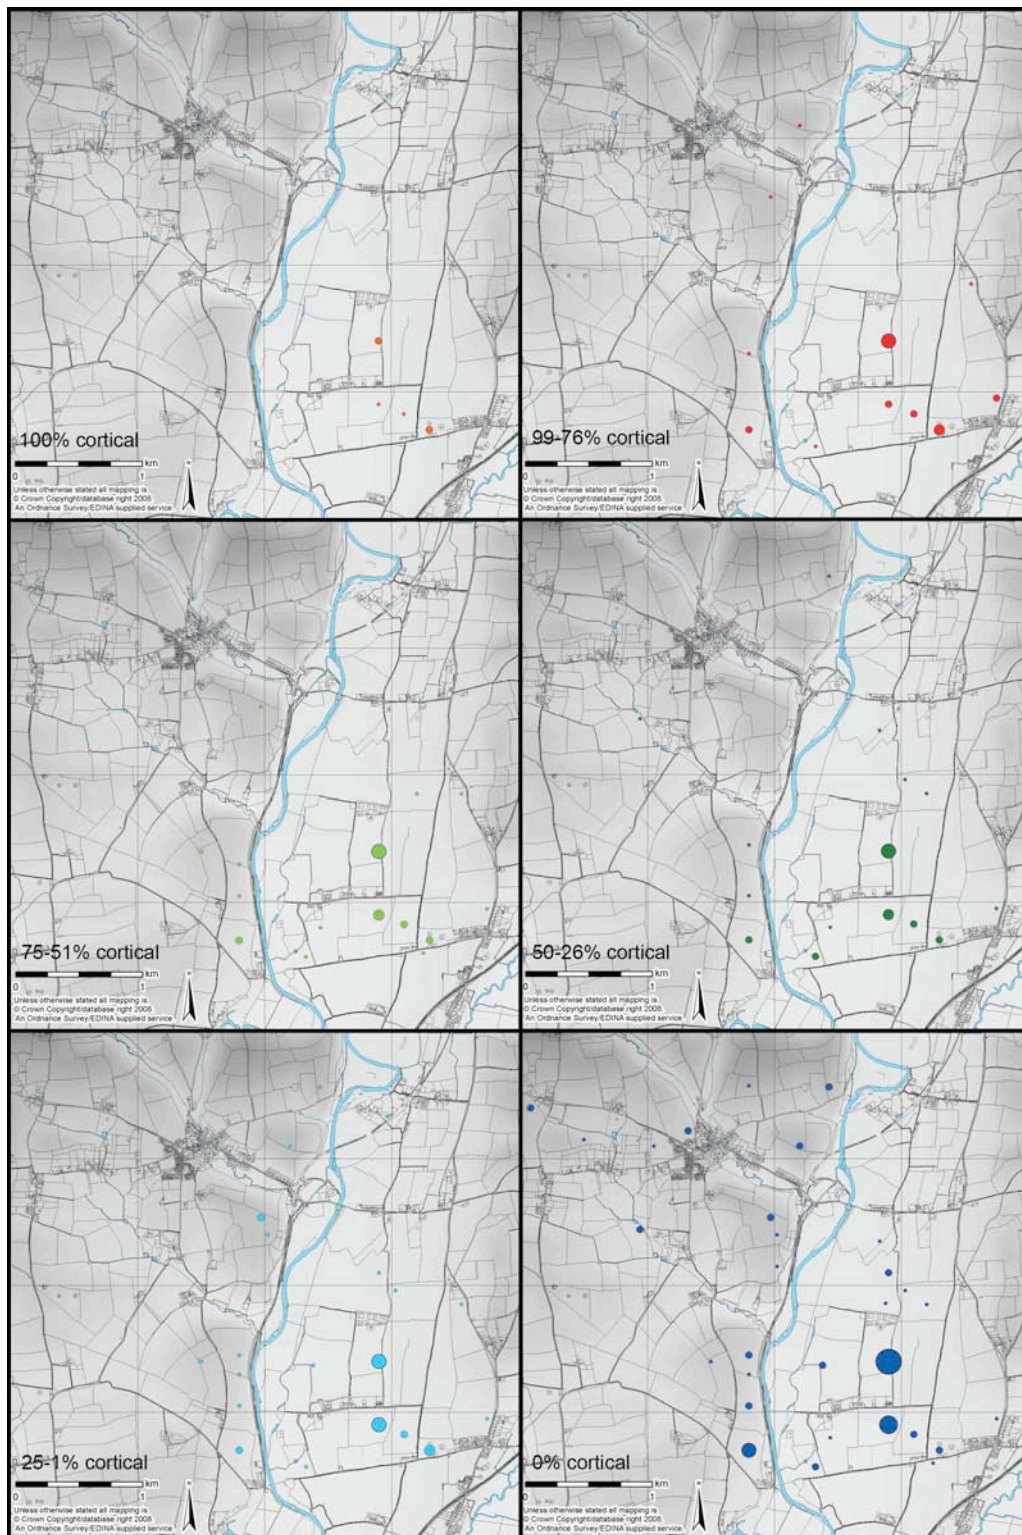 100% cortical
km
0 1
Unless otherwise stated all mapping is
© Crown Copyright/database right 2008.
An Ordnance Survey/EDINA supplied service
99-76% cortical
km
0 1
Unless otherwise stated all mapping is
© Crown Copyright/database right 2008.
An Ordnance Survey/EDINA supplied service
75-51% cortical
km
0 1
Unless otherwise stated all mapping is
© Crown Copyright/database right 2008.
An Ordnance Survey/EDINA supplied service
50-26% cortical
km
0 1
Unless otherwise stated all mapping is
© Crown Copyright/database right 2008.
An Ordnance Survey/EDINA supplied service
25-1% cortical
km
0 1
Unless otherwise stated all mapping is
© Crown Copyright/database right 2008.
An Ordnance Survey/EDINA supplied service
0% cortical
km
0 1
Unless otherwise stated all mapping is
© Crown Copyright/database right 2008.
An Ordnance Survey/EDINA supplied service